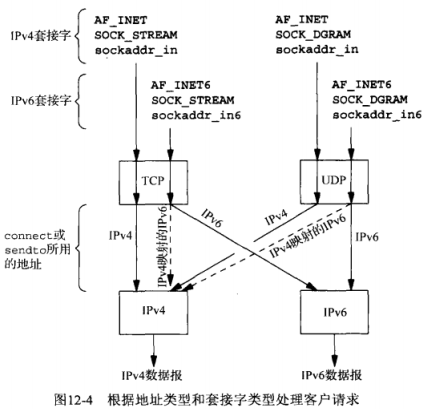 IPv4套接字
AF_INET
SOCK_STREAM
sockaddr_in
AF_INET
SOCK_DGRAM
sockaddr_in
IPv6套接字
AF_INET6
SOCK_STREAM
sockaddr_in6
AF_INET6
SOCK_DGRAM
sockaddr_in6
TCP
UDP
connect或
sendto所用
的地址
IPv4
IPv4映射的IPv6
IPv6
IPv4
IPv4映射的IPv6
IPv6
IPv4
IPv6
IPv4数据报
IPv6数据报
图12-4 根据地址类型和套接字类型处理客户请求